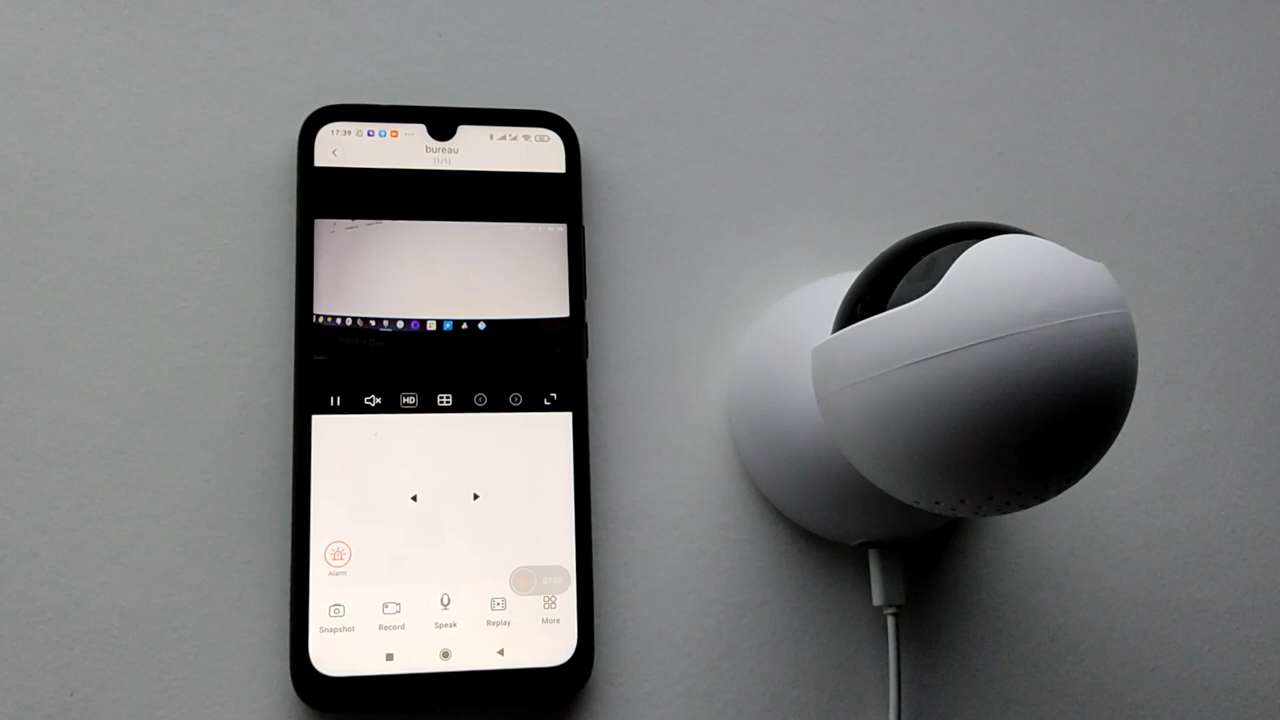 17:39
bureau
(1/1)
HD
Alarm
Snapshot
Record
Speak
Replay
More